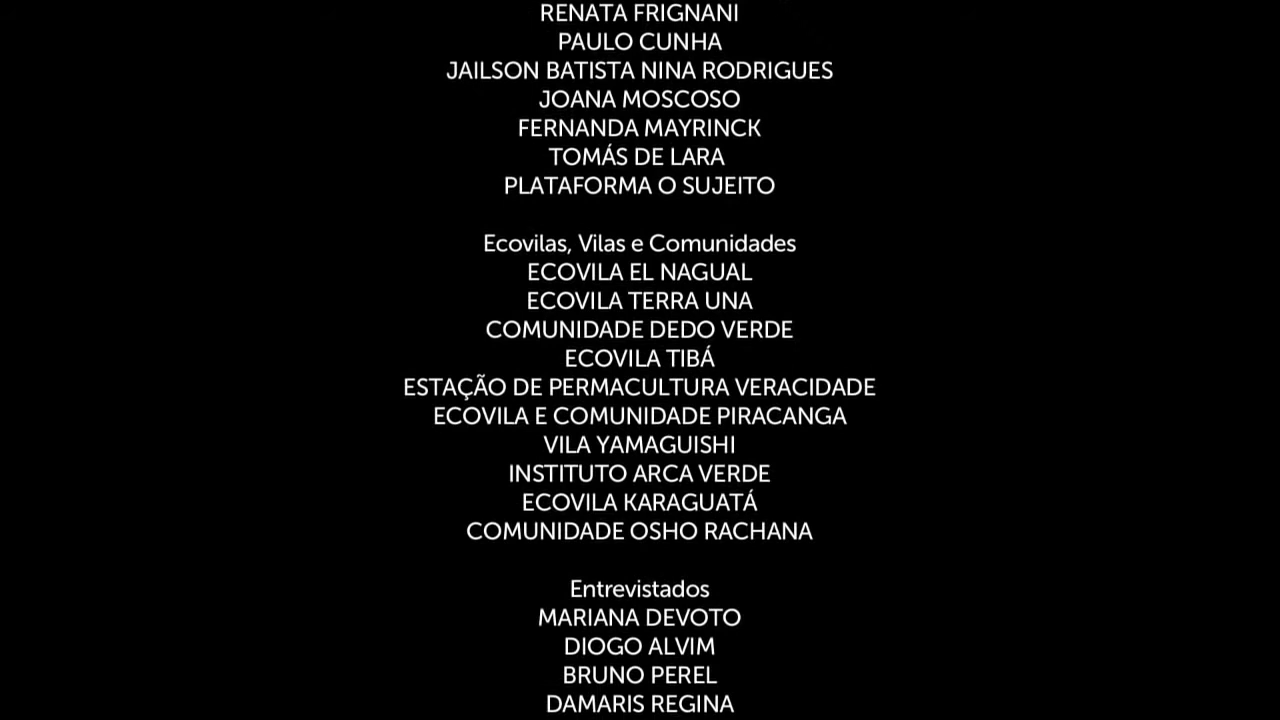 RENATA FRIGNANI
PAULO CUNHA
JAILSON BATISTA NINA RODRIGUES
JOANA MOSCOSO
FERNANDA MAYRINCK
TOMÁS DE LARA
PLATAFORMA O SUJEITO
Ecovilas, Vilas e Comunidades
ECOVILA EL NAGUAL
ECOVILA TERRA UNA
COMUNIDADE DEDO VERDE
ECOVILA TIBÁ
ESTAÇÃO DE PERMACULTURA VERACIDADE
ECOVILA E COMUNIDADE PIRACANGA
VILA YAMAGUISHI
INSTITUTO ARCA VERDE
ECOVILA KARAGUATÁ
COMUNIDADE OSHO RACHANA
Entrevistados
MARIANA DEVOTO
DIOGO ALVIM
BRUNO PEREL
DAMARIS REGINA